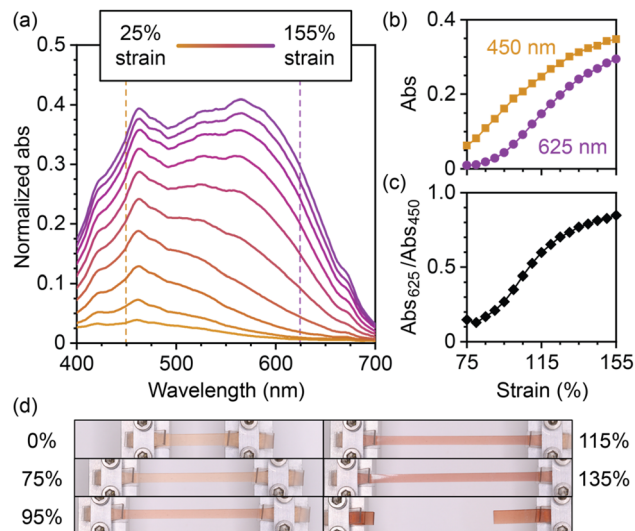 (a)
25% strain
155% strain
0.5
0.4
0.3
0.2
0.1
0
Normalized abs
400
500
600
700
Wavelength (nm)
(b)
0.4
0.2
0
Abs
450 nm
625 nm
(c)
1.0
0.5
0
Abs625/Abs450
75
115
155
Strain (%)
(d)
0%
75%
95%
115%
135%